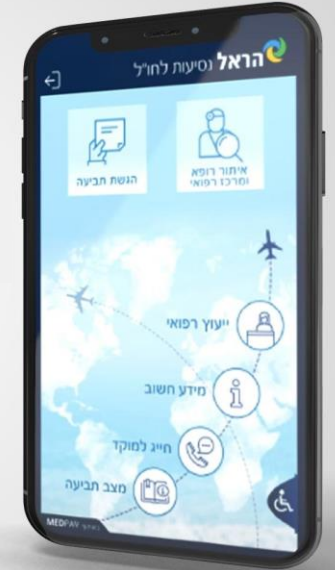 הראל נסיעות לחו"ל
איתור רופא
ומרכז רפואי
הגשת תביעה
ייעוץ רפואי
מידע חשוב
חייג למוקד
מצב תביעה
MEDPAY